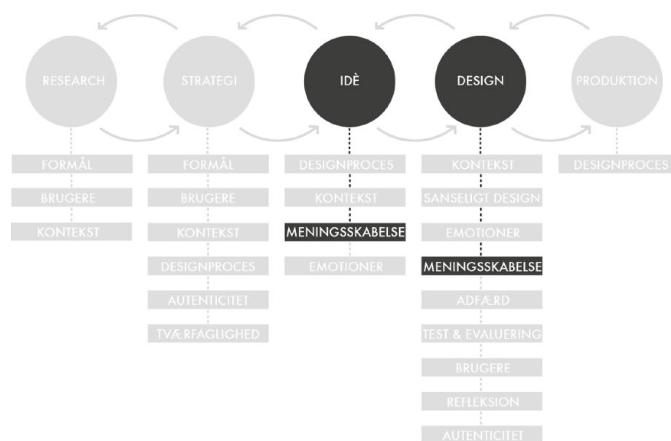 RESEARCH
STRATEGI
IDÈ
DESIGN
PRODUKTION
FORMÅL
BRUGERE
KONTEKST
FORMÅL
BRUGERE
KONTEKST
DESIGNPROCES
AUTENTICITET
TVÆRFAGLIGHED
DESIGNPROCES
KONTEKST
MENINGSSKABELSE
EMOTIONER
KONTEKST
SANSELIGT DESIGN
EMOTIONER
MENINGSSKABELSE
ADFÆRD
TEST & EVALUERING
BRUGERE
REFLEKSION
AUTENTICITET
DESIGNPROCES